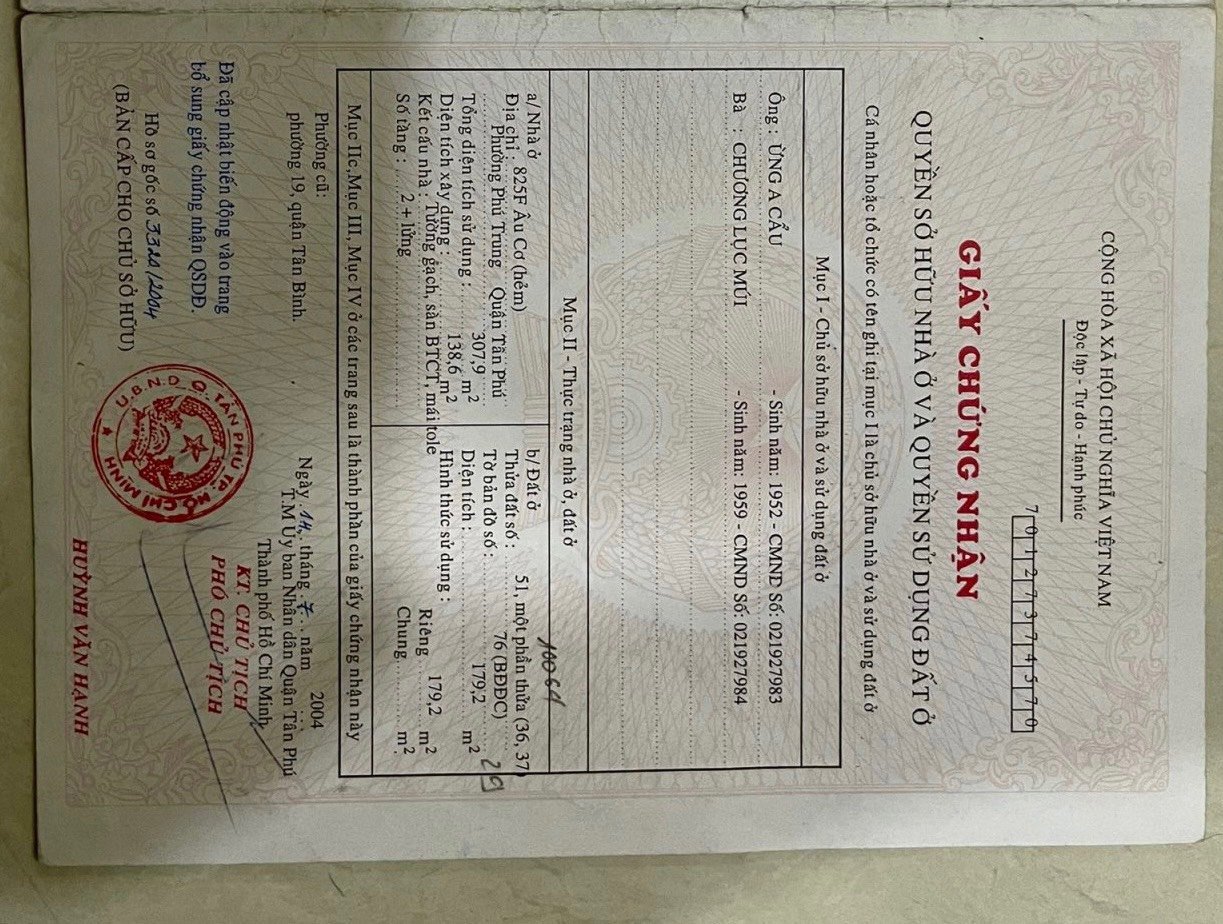 CỘNG HÒA XÃ HỘI CHỦ NGHĨA VIỆT NAM
Độc lập - Tự do - Hạnh phúc
7 0 1 2 7 3 7 4 5 7 0
GIẤY CHỨNG NHẬN
QUYỀN SỞ HỮU NHÀ Ở VÀ QUYỀN SỬ DỤNG ĐẤT Ở
Cá nhân hoặc tổ chức có tên ghi tại mục I là chủ sở hữu nhà ở và sử dụng đất ở
Mục I - Chủ sở hữu nhà ở và sử dụng đất ở
Ông : ỪNG A CẨU - Sinh năm: 1952 - CMND Số: 021927983
Bà : CHƯƠNG LỤC MÚI - Sinh năm: 1959 - CMND Số: 021927984
Mục II - Thực trạng nhà ở, đất ở
a/ Nhà ở
Địa chỉ : 825F Âu Cơ (hẻm)
Phường Phú Trung Quận Tân Phú
Tổng diện tích sử dụng : 307,9 m²
Diện tích xây dựng : 138,6 m²
Kết cấu nhà : Tường gạch, sàn BTCT, mái tole
Số tầng : 2 + lửng
b/ Đất ở
10064
Thửa đất số : 51, một phần thửa (36, 37)
Tờ bản đồ số : 76 (BĐĐC) 29
Diện tích : 179,2 m²
Hình thức sử dụng :
Riêng 179,2 m²
Chung m².
Mục IIc,Mục III, Mục IV ở các trang sau là thành phần của giấy chứng nhận này
Phường cũ:
phường 19, quận Tân Bình.
Ngày 14 tháng 7 năm 2004
T.M Ủy ban Nhân dân Quận Tân Phú
Thành phố Hồ Chí Minh
KT. CHỦ TỊCH
PHÓ CHỦ TỊCH
U.B.N.D Q. TÂN PHÚ TP. HỒ CHÍ MINH
HUỲNH VĂN HẠNH
Đã cập nhật biến động vào trang
bổ sung giấy chứng nhận QSDĐ.
Hồ sơ gốc số 3320/2004
(BẢN CẤP CHO CHỦ SỞ HỮU)